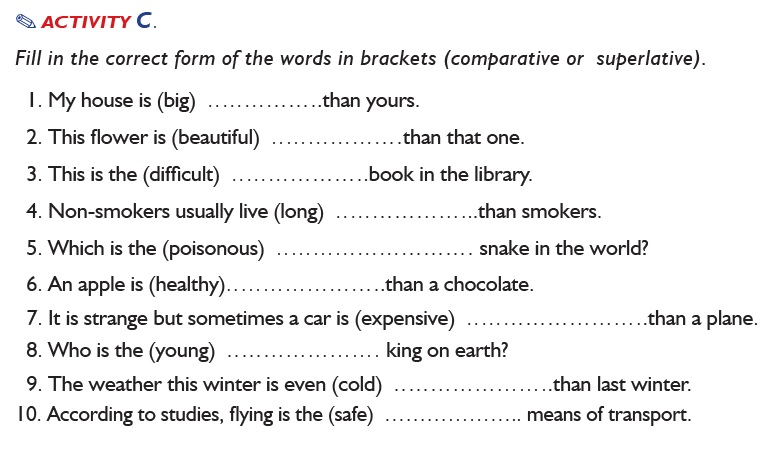 ACTIVITY C.
Fill in the correct form of the words in brackets (comparative or superlative).
1. My house is (big) ................than yours.
2. This flower is (beautiful) ..................than that one.
3. This is the (difficult) ...................book in the library.
4. Non-smokers usually live (long) ....................than smokers.
5. Which is the (poisonous) ........................... snake in the world?
6. An apple is (healthy)......................than a chocolate.
7. It is strange but sometimes a car is (expensive) .........................than a plane.
8. Who is the (young) ..................... king on earth?
9. The weather this winter is even (cold) ......................than last winter.
10. According to studies, flying is the (safe) .................... means of transport.